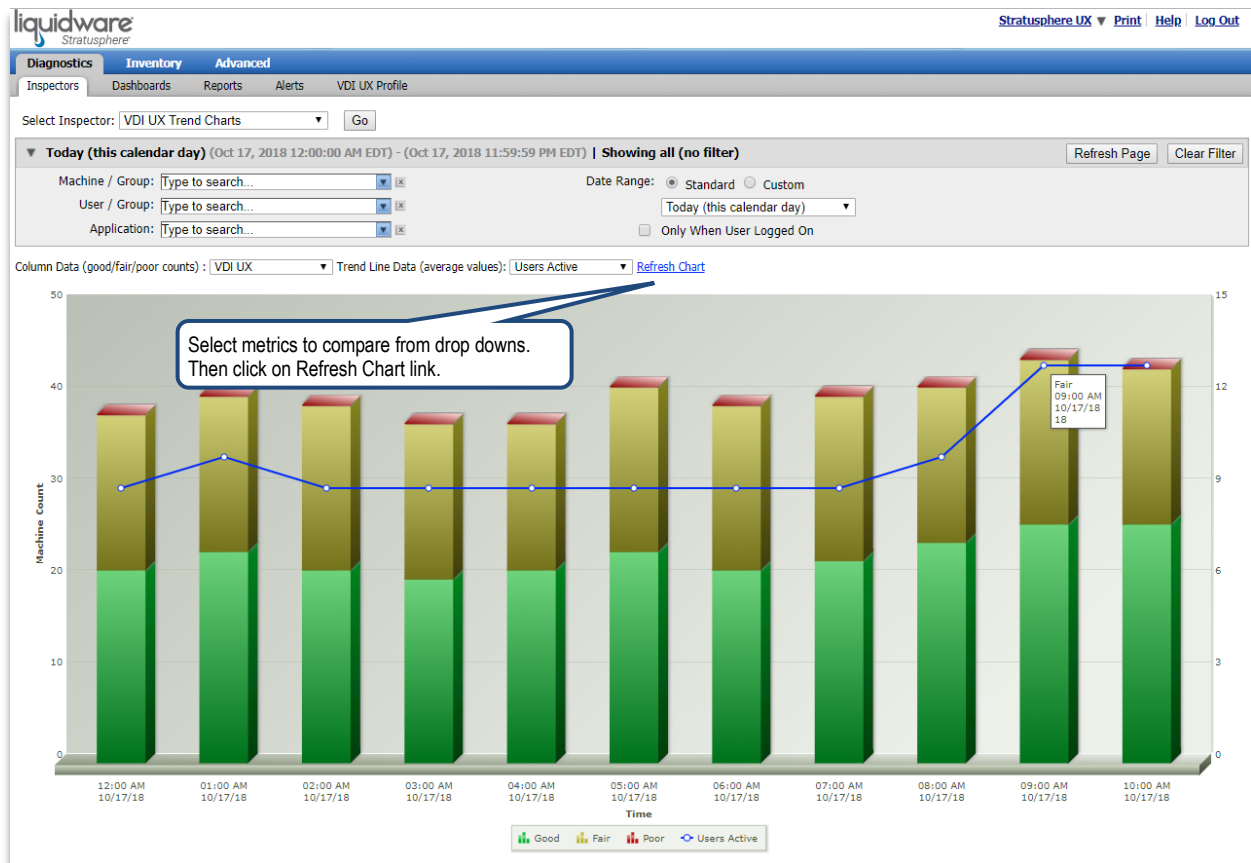 liquidware
Stratusphere
Stratusphere UX ▼ Print Help Log Out
Diagnostics Inventory Advanced
Inspectors Dashboards Reports Alerts VDI UX Profile
Select Inspector: VDI UX Trend Charts Go
Today (this calendar day) (Oct 17, 2018 12:00:00 AM EDT) - (Oct 17, 2018 11:59:59 PM EDT) | Showing all (no filter) Refresh Page Clear Filter
Machine / Group: Type to search... Date Range: Standard Custom
User / Group: Type to search... Today (this calendar day)
Application: Type to search... Only When User Logged On
Column Data (good/fair/poor counts) : VDI UX Trend Line Data (average values): Users Active Refresh Chart
50 15
Select metrics to compare from drop downs.
Then click on Refresh Chart link.
40 12
Fair
09:00 AM
10/17/18
18
30 9
Machine Count
20 6
10 3
0 0
12:00 AM 01:00 AM 02:00 AM 03:00 AM 04:00 AM 05:00 AM 06:00 AM 07:00 AM 08:00 AM 09:00 AM 10:00 AM
10/17/18 10/17/18 10/17/18 10/17/18 10/17/18 10/17/18 10/17/18 10/17/18 10/17/18 10/17/18 10/17/18
Time
Good Fair Poor Users Active